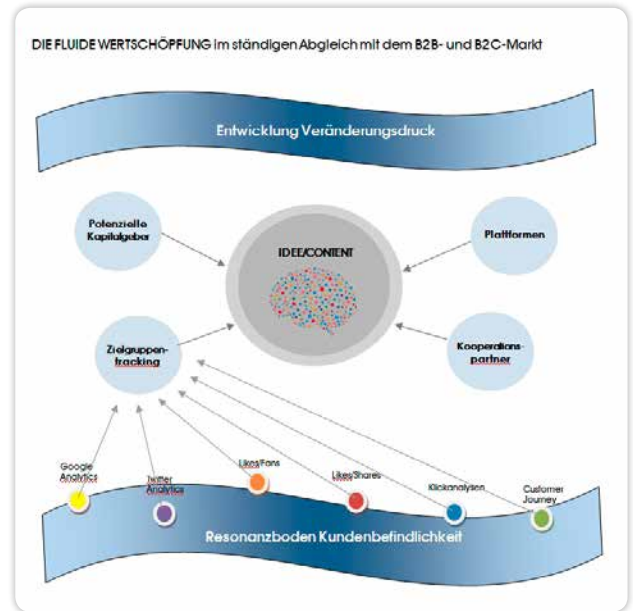 DIE FLUIDE WERTSCHÖPFUNG im ständigen Abgleich mit dem B2B- und B2C-Markt
Entwicklung Veränderungsdruck
Potenzielle
Kapitalgeber
IDEE/CONTENT
Plattformen
Zielgruppen-
tracking
Kooperations-
partner
Google
Analytics
Twitter
Analytics
Likes/Fans
Likes/Shares
Klickanalysen
Customer
Journey
Resonanzboden Kundenbefindlichkeit